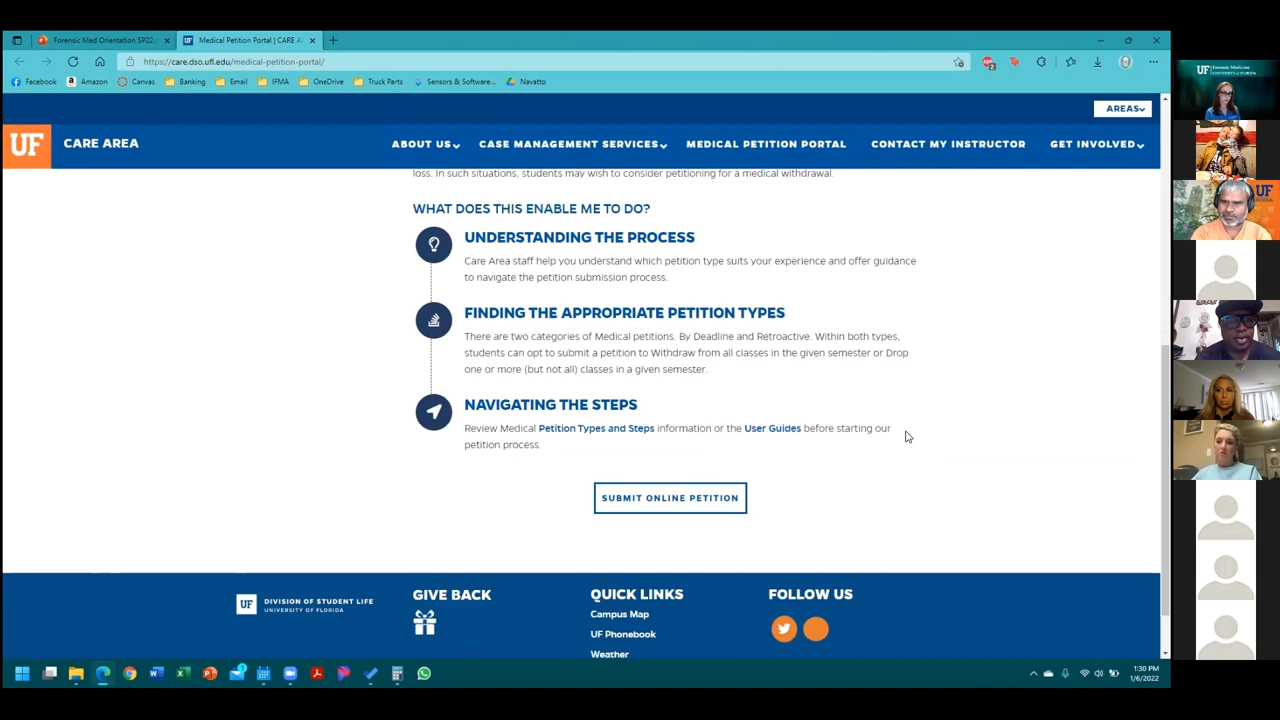 Forensic Med Orientation SP22.
Medical Petition Portal | CARE A
https://care.dso.ufl.edu/medical-petition-portal/
Facebook
Amazon
Canvas
Banking
Email
IFMA
OneDrive
Truck Parts
Sensors & Software...
Navatto
AREAS
UF
CARE AREA
ABOUT US
CASE MANAGEMENT SERVICES
MEDICAL PETITION PORTAL
CONTACT MY INSTRUCTOR
GET INVOLVED
loss. In such situations, students may wish to consider petitioning for a medical withdrawal.
WHAT DOES THIS ENABLE ME TO DO?
UNDERSTANDING THE PROCESS
Care Area staff help you understand which petition type suits your experience and offer guidance
to navigate the petition submission process.
FINDING THE APPROPRIATE PETITION TYPES
There are two categories of Medical petitions. By Deadline and Retroactive. Within both types,
students can opt to submit a petition to Withdraw from all classes in the given semester or Drop
one or more (but not all) classes in a given semester.
NAVIGATING THE STEPS
Review Medical Petition Types and Steps information or the User Guides before starting our
petition process.
SUBMIT ONLINE PETITION
UF
DIVISION OF STUDENT LIFE
UNIVERSITY OF FLORIDA
GIVE BACK
QUICK LINKS
Campus Map
UF Phonebook
Weather
FOLLOW US
1:30 PM
1/6/2022
UF Forensic Medicine
UNIVERSITY of FLORIDA
UF